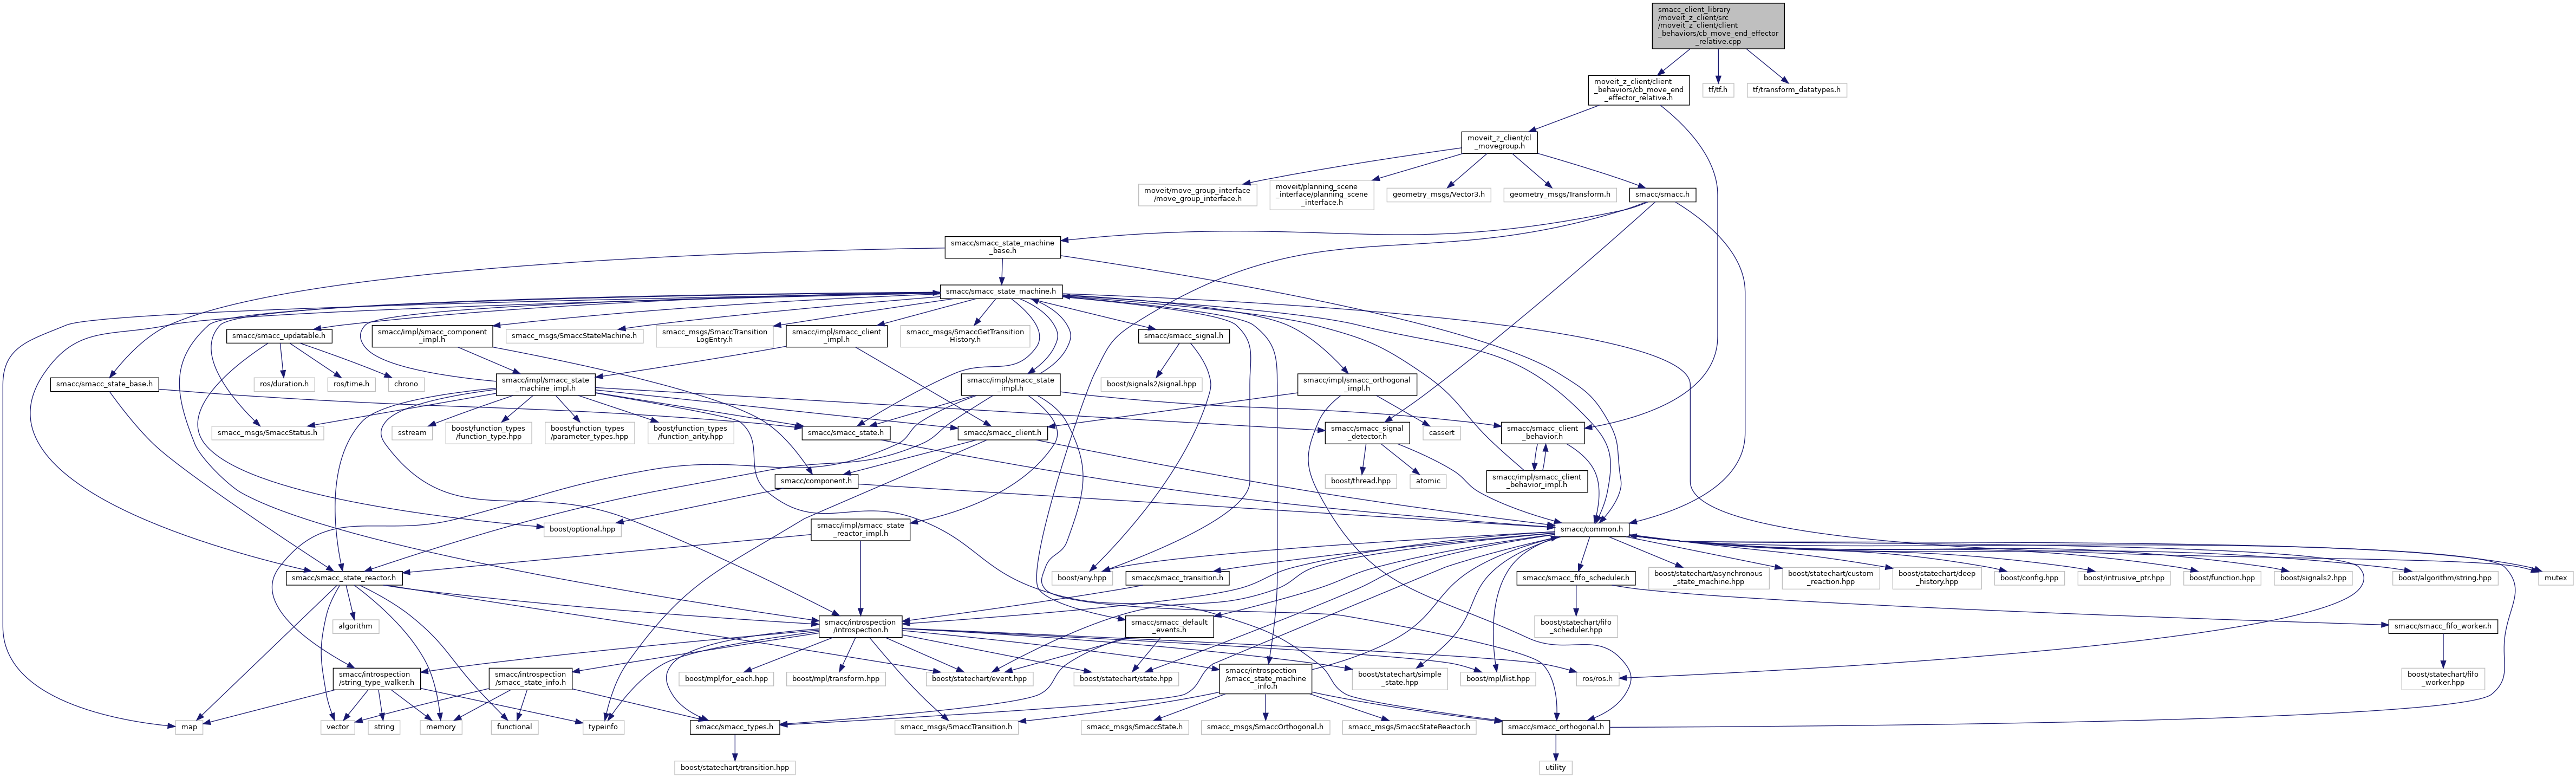 smacc_client_library
/moveit_z_client/src
/moveit_z_client/client
_behaviors/cb_move_end_effector
_relative.cpp
moveit_z_client/client
_behaviors/cb_move_end
_effector_relative.h
tf/tf.h
tf/transform_datatypes.h
moveit_z_client/cl
_movegroup.h
moveit/move_group_interface
/move_group_interface.h
moveit/planning_scene
_interface/planning_scene
_interface.h
geometry_msgs/Vector3.h
geometry_msgs/Transform.h
smacc/smacc.h
smacc/smacc_state_machine
_base.h
smacc/smacc_state_machine.h
smacc/smacc_updatable.h
smacc/impl/smacc_component
_impl.h
smacc_msgs/SmaccStateMachine.h
smacc_msgs/SmaccTransition
LogEntry.h
smacc/impl/smacc_client
_impl.h
smacc_msgs/SmaccGetTransition
History.h
smacc/smacc_signal.h
smacc/smacc_state_base.h
ros/duration.h
ros/time.h
chrono
smacc/impl/smacc_state
_machine_impl.h
smacc/impl/smacc_state
_impl.h
boost/signals2/signal.hpp
smacc/impl/smacc_orthogonal
_impl.h
smacc_msgs/SmaccStatus.h
sstream
boost/function_types
/function_type.hpp
boost/function_types
/parameter_types.hpp
boost/function_types
/function_arity.hpp
smacc/smacc_state.h
smacc/smacc_client.h
smacc/smacc_signal
_detector.h
cassert
smacc/smacc_client
_behavior.h
smacc/component.h
boost/thread.hpp
atomic
smacc/impl/smacc_client
_behavior_impl.h
boost/optional.hpp
smacc/impl/smacc_state
_reactor_impl.h
smacc/common.h
smacc/smacc_state_reactor.h
boost/any.hpp
smacc/smacc_transition.h
smacc/smacc_fifo_scheduler.h
boost/statechart/asynchronous
_state_machine.hpp
boost/statechart/custom
_reaction.hpp
boost/statechart/deep
_history.hpp
boost/config.hpp
boost/intrusive_ptr.hpp
boost/function.hpp
boost/signals2.hpp
boost/algorithm/string.hpp
mutex
algorithm
smacc/introspection
/introspection.h
smacc/smacc_default
_events.h
boost/statechart/fifo
_scheduler.hpp
smacc/smacc_fifo_worker.h
smacc/introspection
/string_type_walker.h
smacc/introspection
/smacc_state_info.h
boost/mpl/for_each.hpp
boost/mpl/transform.hpp
boost/statechart/event.hpp
boost/statechart/state.hpp
smacc/introspection
/smacc_state_machine
_info.h
boost/statechart/simple
_state.hpp
boost/mpl/list.hpp
ros/ros.h
boost/statechart/fifo
_worker.hpp
map
vector
string
memory
functional
typeinfo
smacc/smacc_types.h
smacc_msgs/SmaccTransition.h
smacc_msgs/SmaccState.h
smacc_msgs/SmaccOrthogonal.h
smacc_msgs/SmaccStateReactor.h
smacc/smacc_orthogonal.h
boost/statechart/transition.hpp
utility